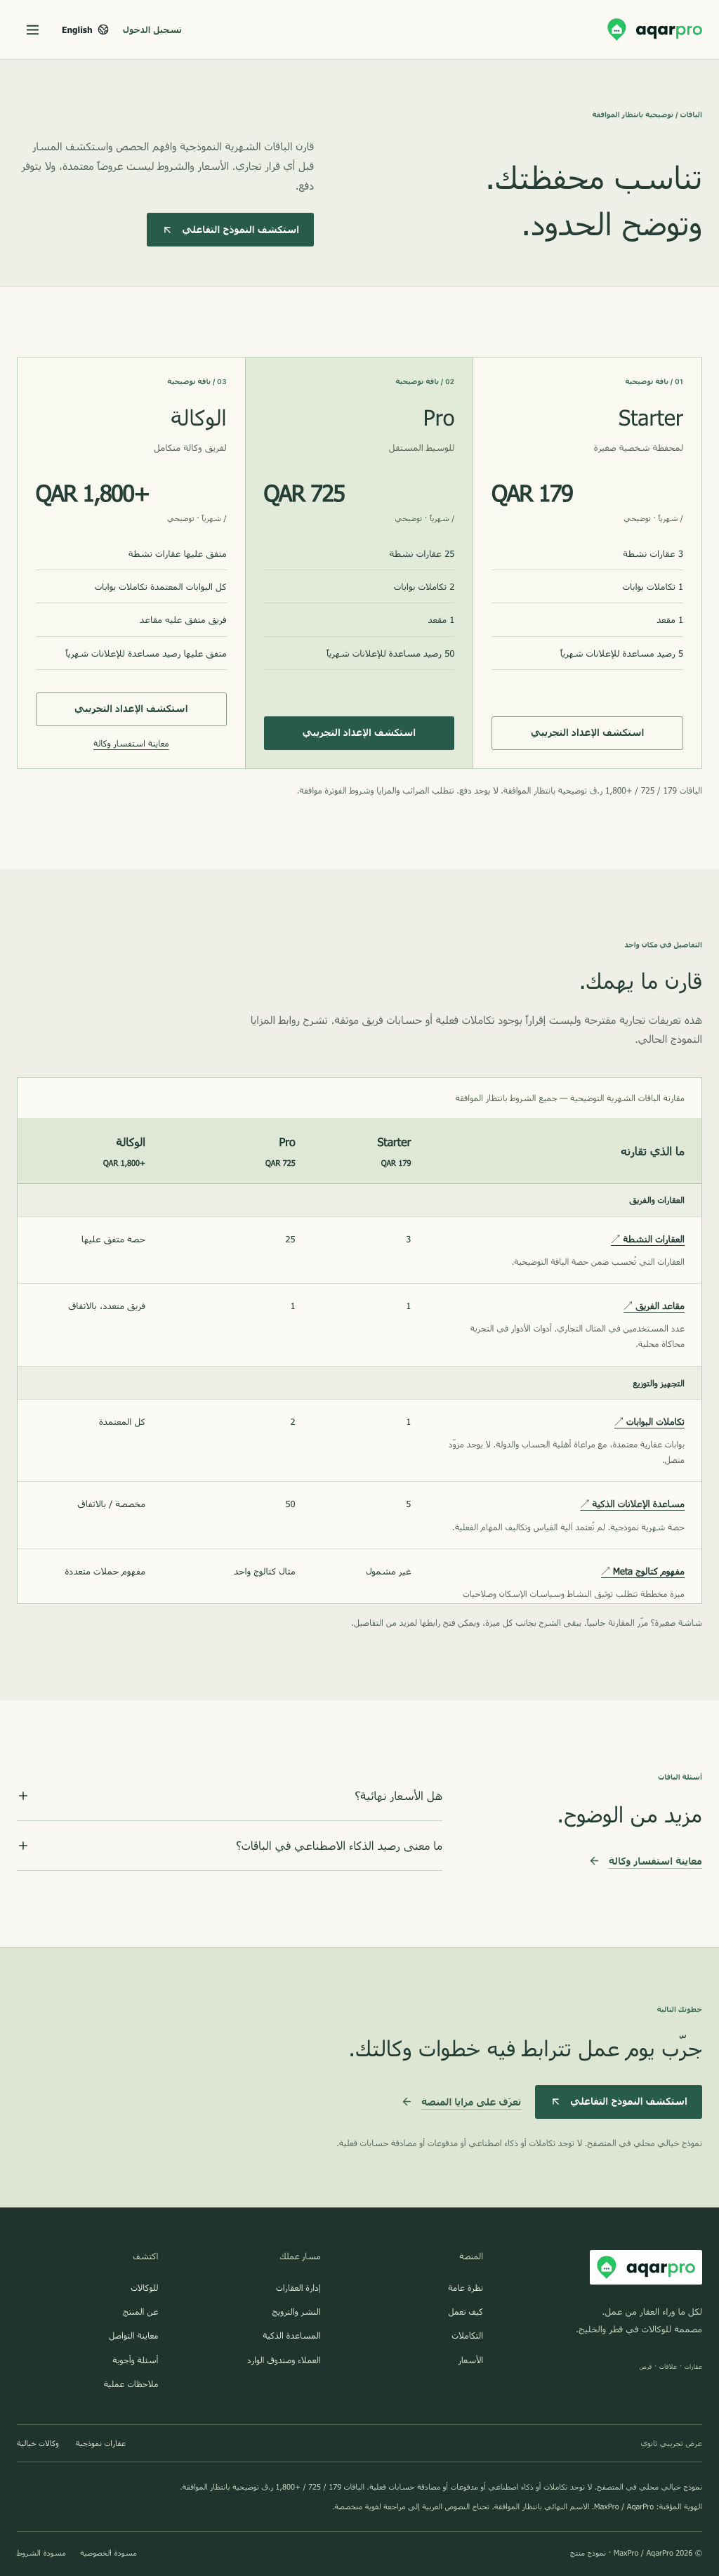 aqarpro
تسجيل الدخول
English
الباقات / توضيحية بانتظار الموافقة
تناسب محفظتك.
وتوضح الحدود.
قارن الباقات الشهرية النموذجية وافهم الحصص واستكشف المسار
قبل أي قرار تجاري. الأسعار والشروط ليست عروضاً معتمدة، ولا يتوفر
دفع.
استكشف النموذج التفاعلي
01 / باقة توضيحية
Starter
لمحفظة شخصية صغيرة
QAR 179
/ شهرياً · توضيحي
3 عقارات نشطة
1 تكاملات بوابات
1 مقعد
5 رصيد مساعدة للإعلانات شهرياً
استكشف الإعداد التجريبي
02 / باقة توضيحية
Pro
للوسيط المستقل
QAR 725
/ شهرياً · توضيحي
25 عقارات نشطة
2 تكاملات بوابات
1 مقعد
50 رصيد مساعدة للإعلانات شهرياً
استكشف الإعداد التجريبي
03 / باقة توضيحية
الوكالة
لفريق وكالة متكامل
QAR 1,800+
/ شهرياً · توضيحي
متفق عليها عقارات نشطة
كل البوابات المعتمدة تكاملات بوابات
فريق متفق عليه مقاعد
متفق عليها رصيد مساعدة للإعلانات شهرياً
استكشف الإعداد التجريبي
معاينة استفسار وكالة
الباقات 179 / 725 / +1,800 ر.ق توضيحية بانتظار الموافقة. لا يوجد دفع. تتطلب الضرائب والمزايا وشروط الفوترة موافقة.
التفاصيل في مكان واحد
قارن ما يهمك.
هذه تعريفات تجارية مقترحة وليست إقراراً بوجود تكاملات فعلية أو حسابات فريق موثقة. تشرح روابط المزايا
النموذج الحالي.
مقارنة الباقات الشهرية التوضيحية — جميع الشروط بانتظار الموافقة
ما الذي تقارنه
Starter
QAR 179
Pro
QAR 725
الوكالة
QAR 1,800+
العقارات والفريق
العقارات النشطة ↗
العقارات التي تُحسب ضمن حصة الباقة التوضيحية.
3
25
حصة متفق عليها
مقاعد الفريق ↗
عدد المستخدمين في المثال التجاري. أدوات الأدوار في التجربة
محاكاة محلية.
1
1
فريق متعدد، بالاتفاق
التجهيز والتوزيع
تكاملات البوابات ↗
بوابات عقارية معتمدة، مع مراعاة أهلية الحساب والدولة. لا يوجد مزوّد
متصل.
1
2
كل المعتمدة
مساعدة الإعلانات الذكية ↗
حصة شهرية نموذجية. لم تُعتمد آلية القياس وتكاليف المهام الفعلية.
5
50
مخصصة / بالاتفاق
مفهوم كتالوج Meta ↗
ميزة مخططة تتطلب توثيق النشاط وسياسات الإسكان وصلاحيات
غير مشمول
مثال كتالوج واحد
مفهوم حملات متعددة
شاشة صغيرة؟ مرّر المقارنة جانبياً. يبقى الشرح بجانب كل ميزة، ويمكن فتح رابطها لمزيد من التفاصيل.
أسئلة الباقات
مزيد من الوضوح.
معاينة استفسار وكالة
هل الأسعار نهائية؟
ما معنى رصيد الذكاء الاصطناعي في الباقات؟
خطوتك التالية
جرّب يوم عمل تترابط فيه خطوات وكالتك.
استكشف النموذج التفاعلي
تعرّف على مزايا المنصة
نموذج خيالي محلي في المتصفح. لا توجد تكاملات أو ذكاء اصطناعي أو مدفوعات أو مصادقة حسابات فعلية.
aqarpro
لكل ما وراء العقار من عمل.
مصممة للوكالات في قطر والخليج.
عقارات · علاقات · فرص
المنصة
نظرة عامة
كيف تعمل
التكاملات
الأسعار
مسار عملك
إدارة العقارات
النشر والترويج
المساعدة الذكية
العملاء وصندوق الوارد
اكتشف
للوكالات
عن المنتج
معاينة التواصل
أسئلة وأجوبة
ملاحظات عملية
عرض تجريبي ثانوي
عقارات نموذجية
وكالات خيالية
نموذج خيالي محلي في المتصفح. لا توجد تكاملات أو ذكاء اصطناعي أو مدفوعات أو مصادقة حسابات فعلية. الباقات 179 / 725 / +1,800 ر.ق توضيحية بانتظار الموافقة.
الهوية المؤقتة: MaxPro / AqarPro. الاسم النهائي بانتظار الموافقة. تحتاج النصوص العربية إلى مراجعة لغوية متخصصة.
© 2026 MaxPro / AqarPro · نموذج منتج
مسودة الخصوصية
مسودة الشروط